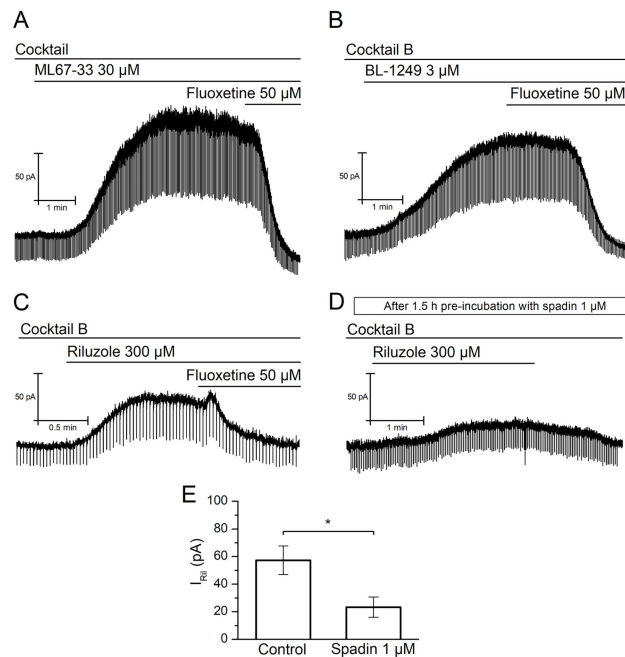 A
Cocktail
ML67-33 30 µM
Fluoxetine 50 µM
50 pA
1 min
B
Cocktail B
BL-1249 3 µM
Fluoxetine 50 µM
50 pA
1 min
C
Cocktail B
Riluzole 300 µM
Fluoxetine 50 µM
50 pA
0.5 min
D
After 1.5 h pre-incubation with spadin 1 µM
Cocktail B
Riluzole 300 µM
50 pA
1 min
E
100
80
60
40
20
0
I_Ril (pA)
*
Control
Spadin 1 µM